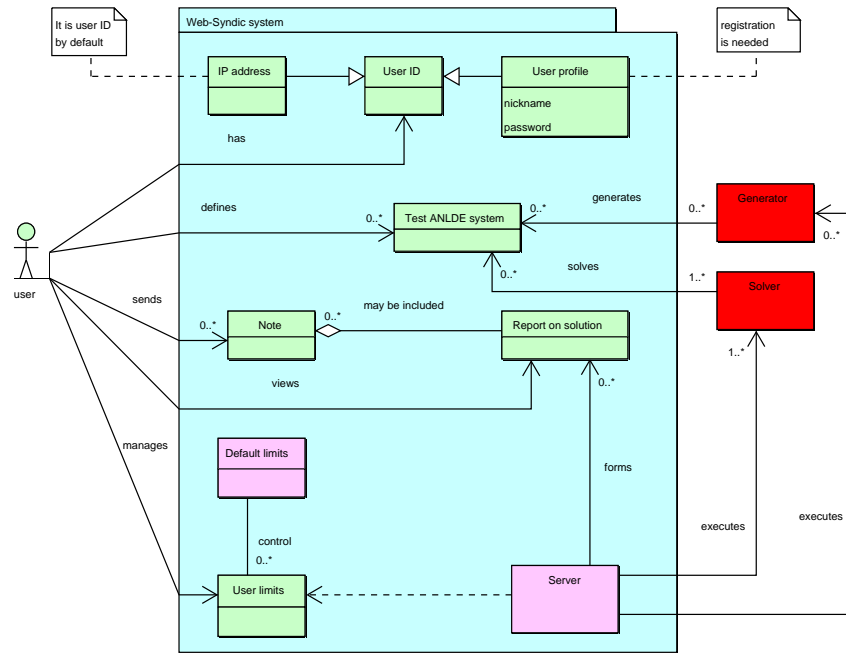 It is user ID
by default
Web-Syndic system
registration
is needed
IP address
User ID
User profile
nickname
password
has
defines
0..*
Test ANLDE system
0..*
generates
0..*
Generator
0..*
user
0..*
solves
1..*
Solver
sends
0..*
Note
0..*
may be included
Report on solution
1..*
views
0..*
manages
Default limits
forms
control
0..*
executes
executes
User limits
Server